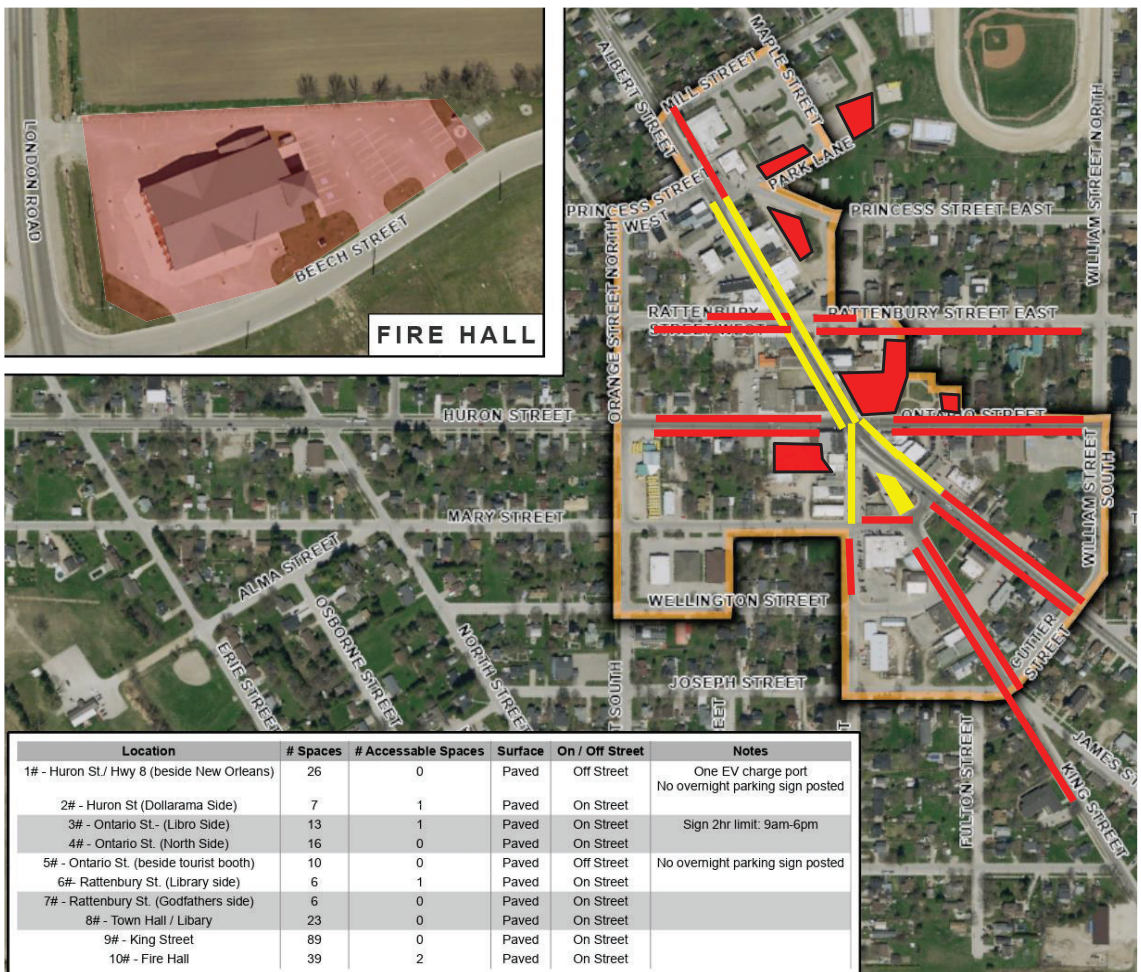 LONDON ROAD
BEECH STREET
FIRE HALL
ALBERT STREET
MILL STREET
MAPLE STREET
PARK LANE
PRINCESS STREET
WEST
PRINCESS STREET EAST
WILLIAM STREET NORTH
ORANGE STREET NORTH
RATTENBURY
STREET WEST
RATTENBURY STREET EAST
HURON STREET
ONTARIO STREET
WILLIAM STREET
SOUTH
MARY STREET
ALMA STREET
OSBORNE STREET
ERIE STREET
NORTH STREET
WELLINGTON STREET
JOSEPH STREET
CUTTER
STREET
FULTON STREET
KING STREET
Location # Spaces # Accessable Spaces Surface On / Off Street Notes
1# - Huron St./ Hwy 8 (beside New Orleans) 26 0 Paved Off Street One EV charge port
No overnight parking sign posted
2# - Huron St (Dollarama Side) 7 1 Paved On Street
3# - Ontario St.- (Libro Side) 13 1 Paved On Street Sign 2hr limit: 9am-6pm
4# - Ontario St. (North Side) 16 0 Paved On Street
5# - Ontario St. (beside tourist booth) 10 0 Paved Off Street No overnight parking sign posted
6#- Rattenbury St. (Library side) 6 1 Paved On Street
7# - Rattenbury St. (Godfathers side) 6 0 Paved On Street
8# - Town Hall / Libary 23 0 Paved On Street
9# - King Street 89 0 Paved On Street
10# - Fire Hall 39 2 Paved On Street